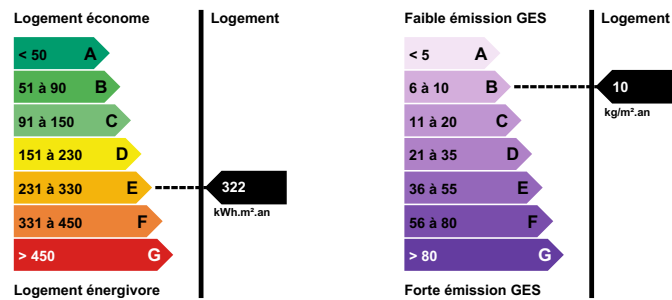 Logement économe Logement
< 50 A
51 à 90 B
91 à 150 C
151 à 230 D
231 à 330 E
322
kWh.m².an
331 à 450 F
> 450 G
Logement énergivore
Faible émission GES Logement
< 5 A
6 à 10 B
10
kg/m².an
11 à 20 C
21 à 35 D
36 à 55 E
56 à 80 F
> 80 G
Forte émission GES